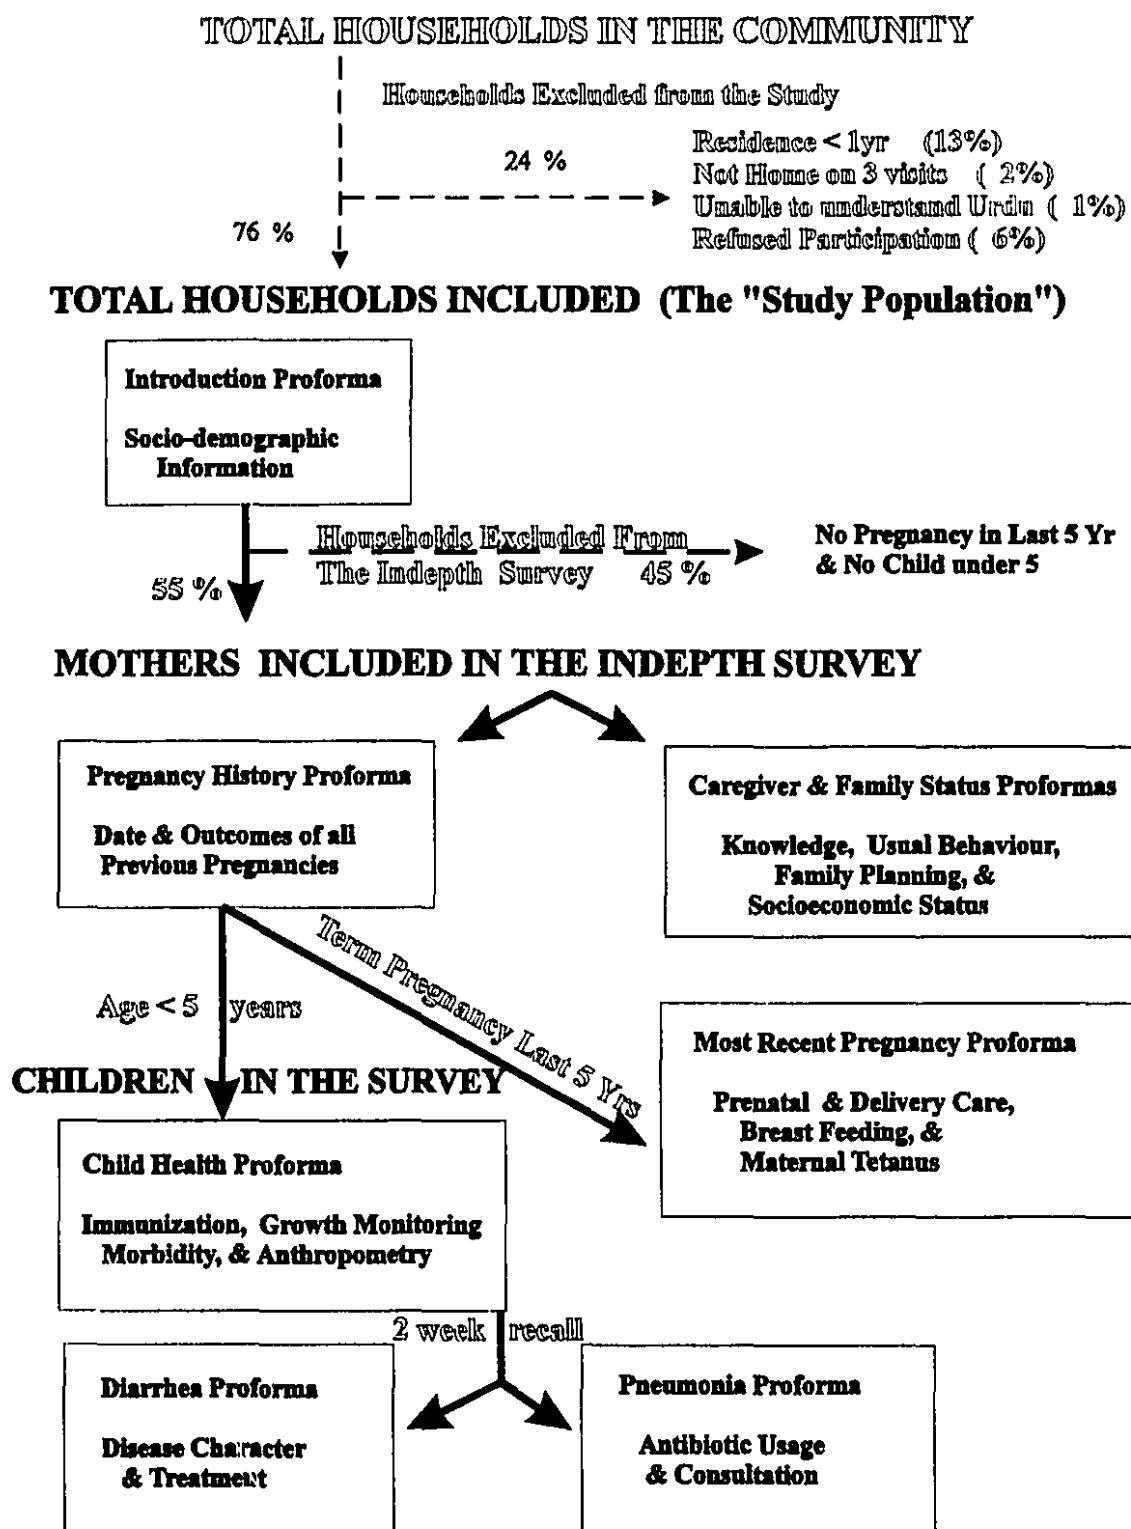 TOTAL HOUSEHOLDS IN THE COMMUNITY
Households Excluded from the Study
24 %
Residence < 1yr (13%)
Not Home on 3 visits ( 2%)
Unable to understand Urdu ( 1%)
Refused Participation ( 6%)
76 %
TOTAL HOUSEHOLDS INCLUDED (The "Study Population")
Introduction Proforma
Socio-demographic
Information
Households Excluded From
The Indepth Survey 45 %
No Pregnancy in Last 5 Yr
& No Child under 5
55 %
MOTHERS INCLUDED IN THE INDEPTH SURVEY
Pregnancy History Proforma
Date & Outcomes of all
Previous Pregnancies
Caregiver & Family Status Proformas
Knowledge, Usual Behaviour,
Family Planning, &
Socioeconomic Status
Age < 5 years
Term Pregnancy Last 5 Yrs
Most Recent Pregnancy Proforma
Prenatal & Delivery Care,
Breast Feeding, &
Maternal Tetanus
CHILDREN IN THE SURVEY
Child Health Proforma
Immunization, Growth Monitoring
Morbidity, & Anthropometry
2 week recall
Diarrhea Proforma
Disease Character
& Treatment
Pneumonia Proforma
Antibiotic Usage
& Consultation